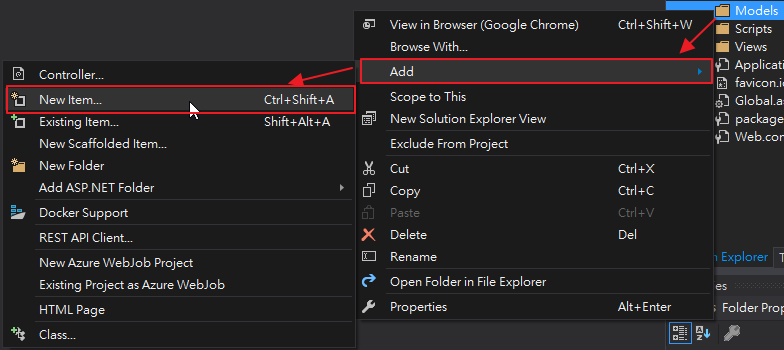 Controller...
New Item... Ctrl+Shift+A
Existing Item... Shift+Alt+A
New Scaffolded Item...
New Folder
Add ASP.NET Folder
Docker Support
REST API Client...
New Azure WebJob Project
Existing Project as Azure WebJob
HTML Page
Class...
View in Browser (Google Chrome) Ctrl+Shift+W
Browse With...
Add
Scope to This
New Solution Explorer View
Exclude From Project
Cut Ctrl+X
Copy Ctrl+C
Paste Ctrl+V
Delete Del
Rename
Open Folder in File Explorer
Properties Alt+Enter
Models
Scripts
Views
Applicati
favicon.ic
Global.as
package
Web.con
n Explorer T
es
Folder Prop